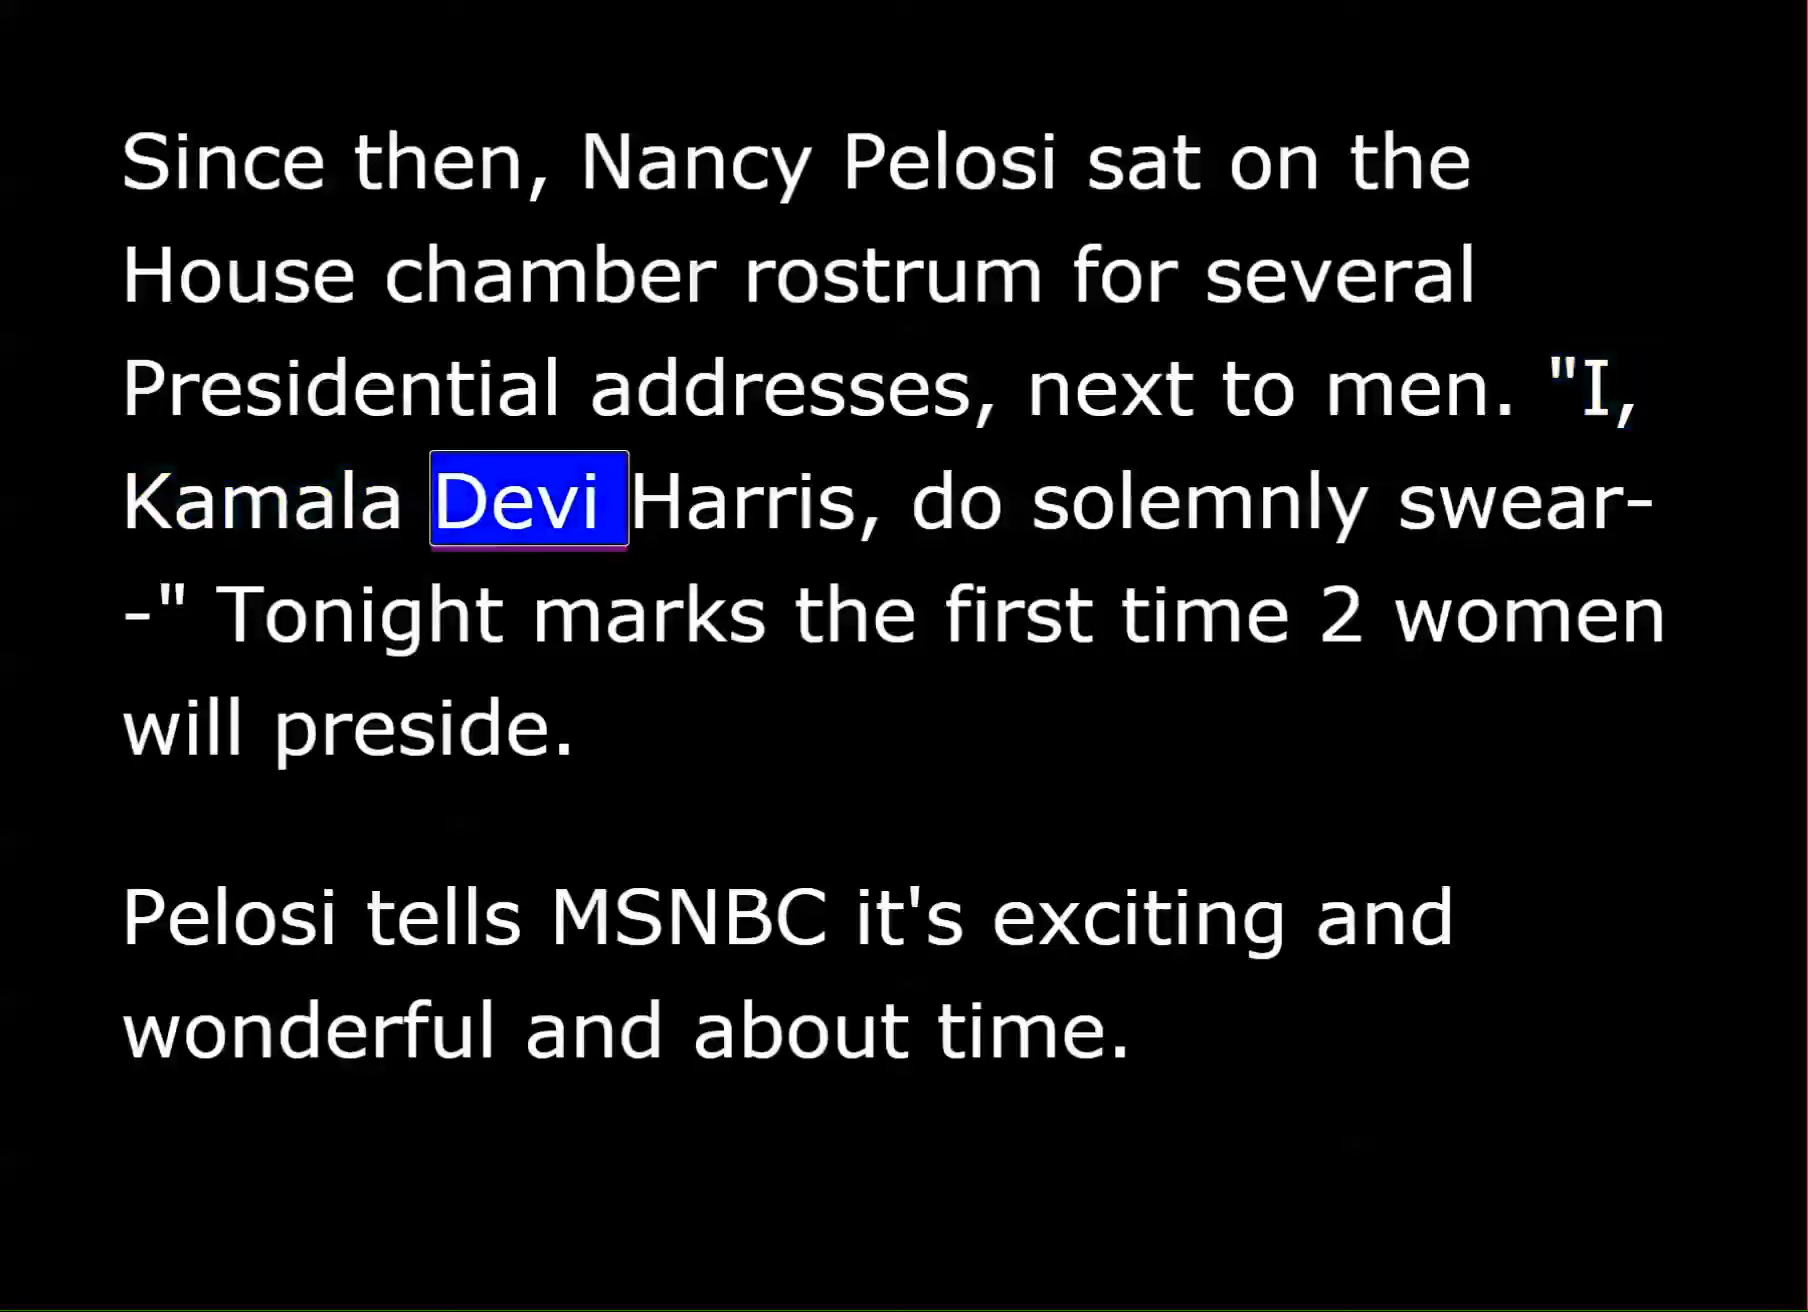 Since then, Nancy Pelosi sat on the
House chamber rostrum for several
Presidential addresses, next to men. "I,
Kamala Devi Harris, do solemnly swear-
-" Tonight marks the first time 2 women
will preside.
Pelosi tells MSNBC it's exciting and
wonderful and about time.